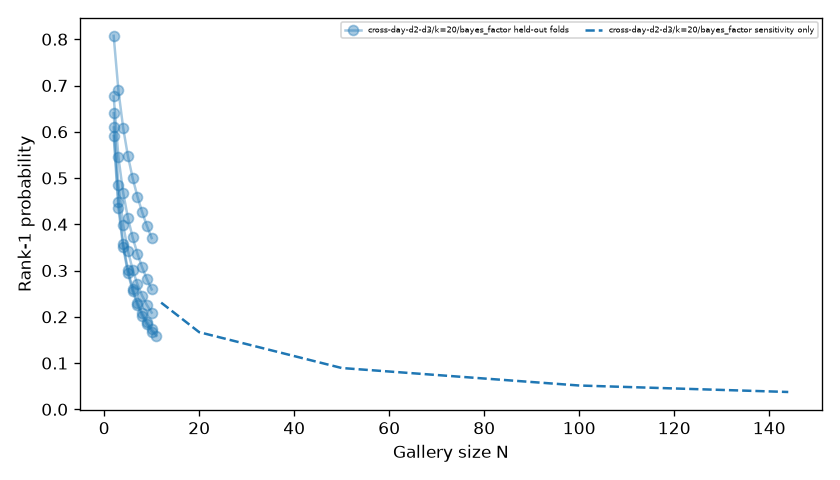 cross-day-d2-d3/k=20/bayes_factor held-out folds
cross-day-d2-d3/k=20/bayes_factor sensitivity only
Rank-1 probability
0.8
0.7
0.6
0.5
0.4
0.3
0.2
0.1
0.0
0 20 40 60 80 100 120 140
Gallery size N